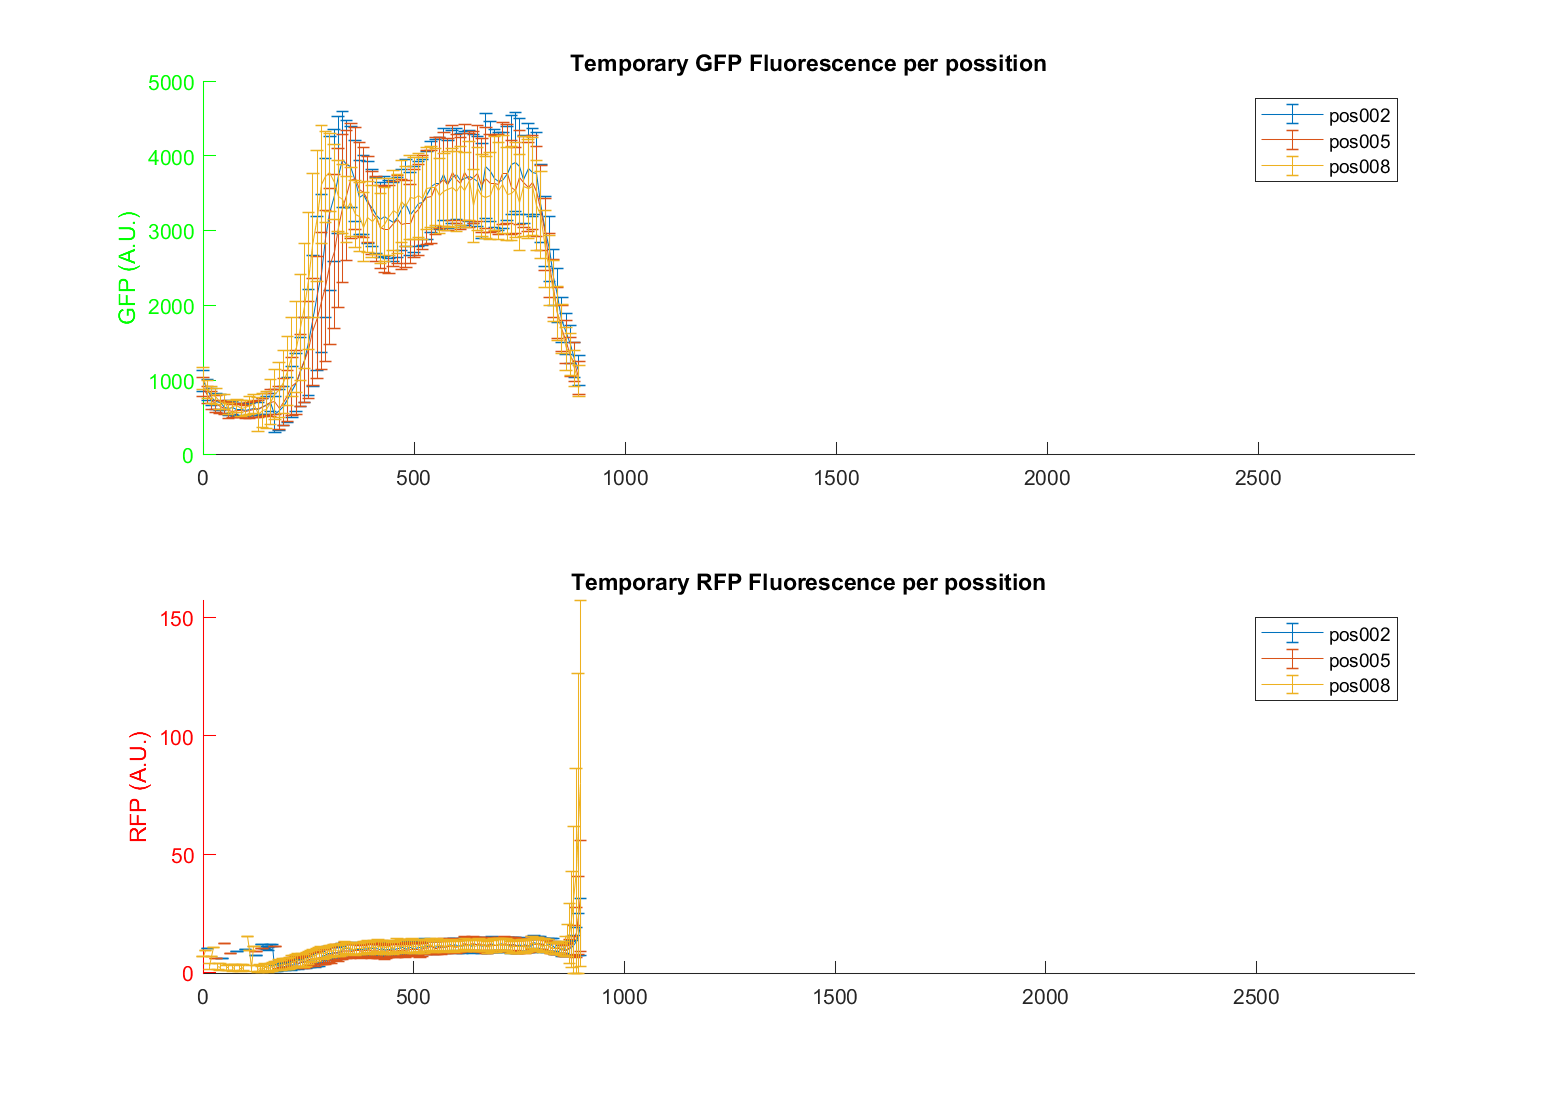 Temporary GFP Fluorescence per possition
5000
4000
3000
2000
1000
0
GFP (A.U.)
pos002
pos005
pos008
0 500 1000 1500 2000 2500
Temporary RFP Fluorescence per possition
150
100
50
0
RFP (A.U.)
pos002
pos005
pos008
0 500 1000 1500 2000 2500